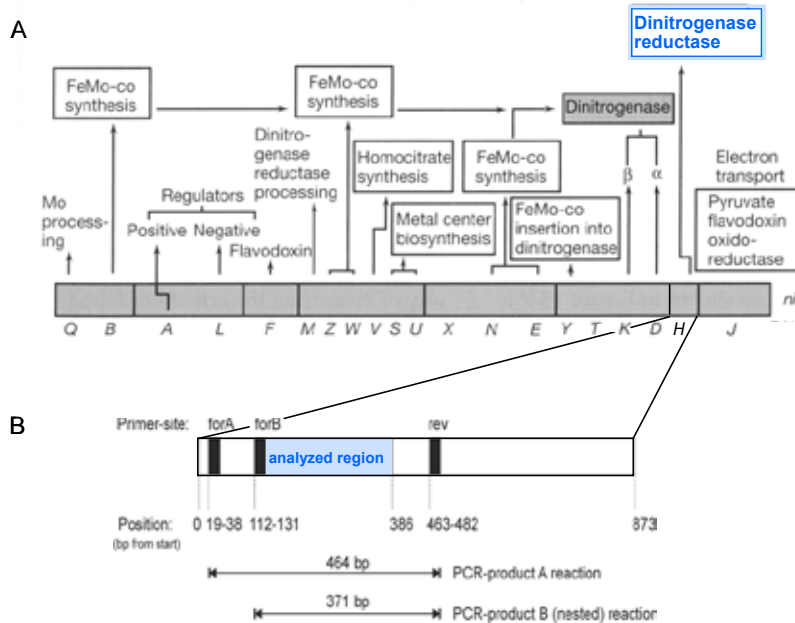 A
Dinitrogenase
reductase
FeMo-co
synthesis
FeMo-co
synthesis
Dinitrogenase
Dinitro-
genase
reductase
processing
Homocitrate
synthesis
FeMo-co
synthesis
β
α
Electron
transport
Regulators
Mo
process-
ing
Positive Negative
Flavodoxin
Metal center
biosynthesis
FeMo-co
insertion into
dinitrogenase
Pyruvate
flavodoxin
oxido-
reductase
Q B A L F M Z W V S U X N E Y T K D H J
B
Primer-site: forA forB rev
analyzed region
Position: 0 19-38 112-131 386 463-482 873
(bp from start)
464 bp
PCR-product A reaction
371 bp
PCR-product B (nested) reaction